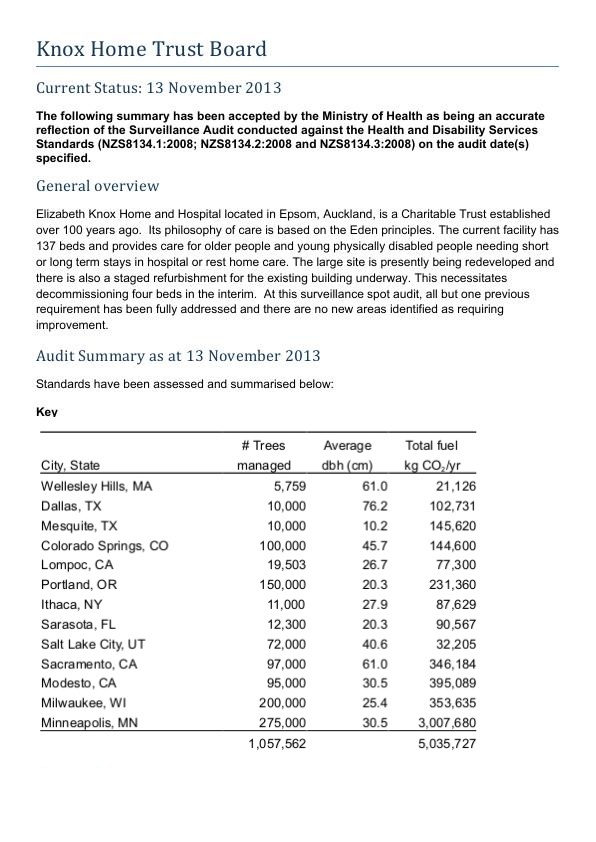 Knox Home Trust Board
Current Status: 13 November 2013
The following summary has been accepted by the Ministry of Health as being an accurate
reflection of the Surveillance Audit conducted against the Health and Disability Services
Standards (NZS8134.1:2008; NZS8134.2:2008 and NZS8134.3:2008) on the audit date(s)
specified.
General overview
Elizabeth Knox Home and Hospital located in Epsom, Auckland, is a Charitable Trust established
over 100 years ago.  Its philosophy of care is based on the Eden principles. The current facility has
137 beds and provides care for older people and young physically disabled people needing short
or long term stays in hospital or rest home care. The large site is presently being redeveloped and
there is also a staged refurbishment for the existing building underway. This necessitates
decommissioning four beds in the interim.  At this surveillance spot audit, all but one previous
requirement has been fully addressed and there are no new areas identified as requiring
improvement.
Audit Summary as at 13 November 2013
Standards have been assessed and summarised below:
Key
# Trees Average Total fuel
City, State managed dbh (cm) kg CO₂/yr
Wellesley Hills, MA 5,759 61.0 21,126
Dallas, TX 10,000 76.2 102,731
Mesquite, TX 10,000 10.2 145,620
Colorado Springs, CO 100,000 45.7 144,600
Lompoc, CA 19,503 26.7 77,300
Portland, OR 150,000 20.3 231,360
Ithaca, NY 11,000 27.9 87,629
Sarasota, FL 12,300 20.3 90,567
Salt Lake City, UT 72,000 40.6 32,205
Sacramento, CA 97,000 61.0 346,184
Modesto, CA 95,000 30.5 395,089
Milwaukee, WI 200,000 25.4 353,635
Minneapolis, MN 275,000 30.5 3,007,680
1,057,562 5,035,727